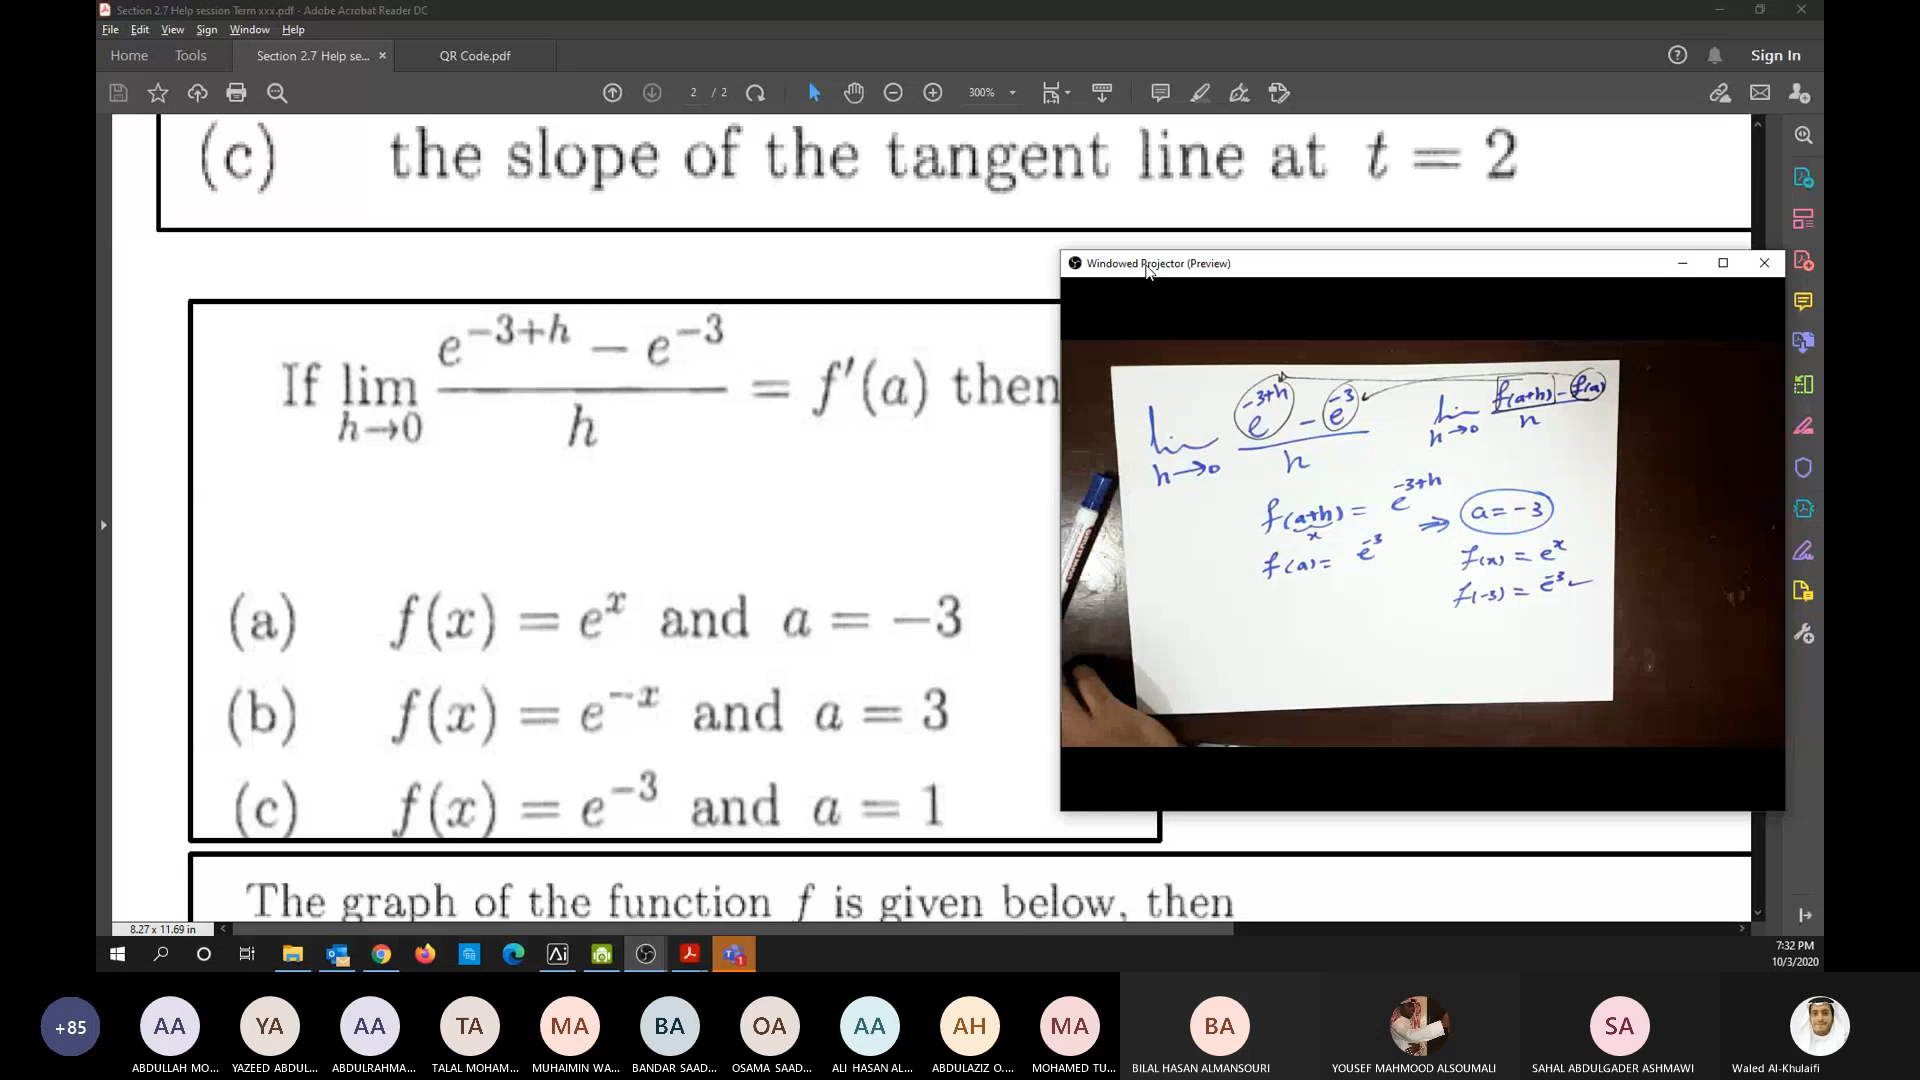 Section 2.7 Help session Term xxx.pdf - Adobe Acrobat Reader DC
File Edit View Window Help
Home Tools Section 2.7 Help se... × QR Code.pdf Sign In
2 / 2 300%
(c) the slope of the tangent line at t = 2
If lim h→0 (e^{-3+h} - e^{-3}) / h = f'(a) then
(a) f(x) = e^x and a = -3
(b) f(x) = e^{-x} and a = 3
(c) f(x) = e^{-3} and a = 1
The graph of the function f is given below, then
8.27 x 11.69 in
Windowed Projector (Preview)
lim h→0 (e^{-3+h} - e^{-3}) / h
lim h→0 (f(a+h) - f(a)) / h
f(a+h) = e^{-3+h} ⇒ a = -3
x
f(a) = e^{-3}
f(x) = e^x
f(-3) = e^{-3} ✓
7:32 PM
10/3/2020
+85 AA YA AA TA MA BA OA AA AH MA BA SA
ABDULLAH MO... YAZEED ABDUL... ABDULRAHMA... TALAL MOHAM... MUHAIMIN WA... BANDAR SAAD... OSAMA SAAD... ALI HASAN AL... ABDULAZIZ O.... MOHAMED TU... BILAL HASAN ALMANSOURI YOUSEF MAHMOOD ALSOUMALI SAHAL ABDULGADER ASHMAWI Waled Al-Khulaifi